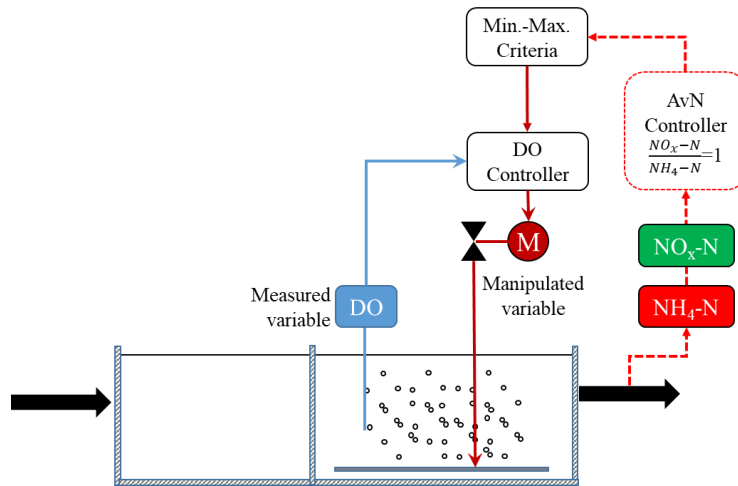 Min.-Max.
Criteria
AvN
Controller
NOₓ−N
NH₄−N
=1
DO
Controller
M
NOₓ-N
Measured
variable
DO
Manipulated
variable
NH₄-N